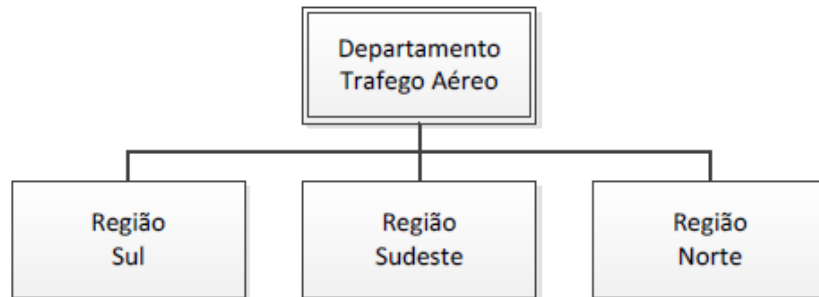 Departamento
Trafego Aéreo
Região
Sul
Região
Sudeste
Região
Norte